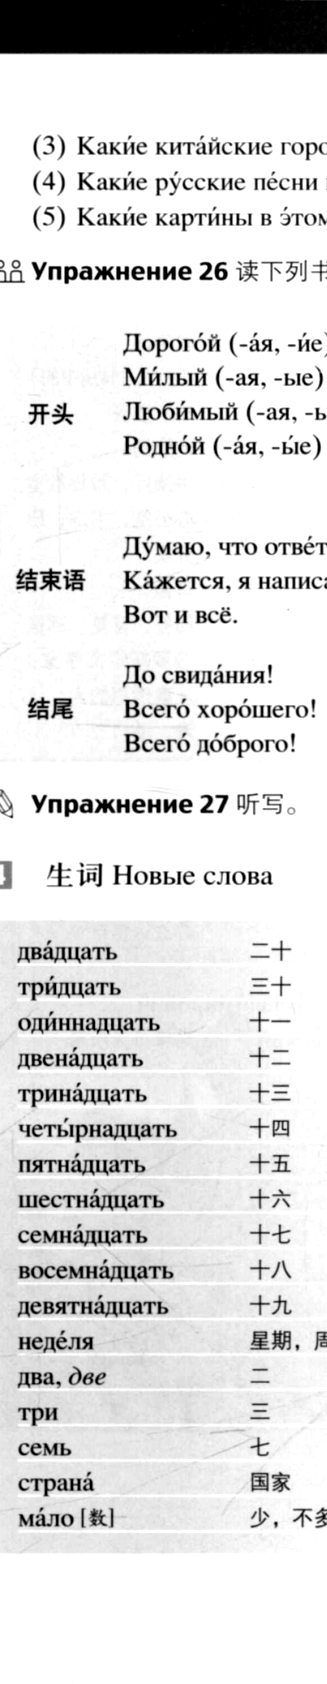 (3) Каки́е кита́йские горо
(4) Каки́е ру́сские пе́сни
(5) Каки́е карти́ны в э́том
Упражнение 26 读下列书
Дорого́й (-а́я, -и́е)
Ми́лый (-ая, -ые)
开头 Люби́мый (-ая, -ы
Родно́й (-а́я, -ы́е)
Ду́маю, что отве́т
结束语 Ка́жется, я написа
Вот и всё.
До свида́ния!
结尾 Всего́ хоро́шего!
Всего́ до́брого!
Упражнение 27 听写。
4 生词 Новые слова
два́дцать 二十
три́дцать 三十
оди́ннадцать 十一
двена́дцать 十二
трина́дцать 十三
четы́рнадцать 十四
пятна́дцать 十五
шестна́дцать 十六
семна́дцать 十七
восемна́дцать 十八
девятна́дцать 十九
неде́ля 星期，周
два, две 二
три 三
семь 七
страна́ 国家
ма́ло [数] 少，不多